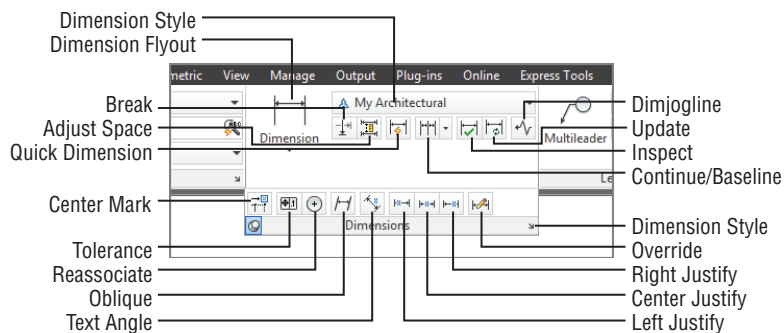 Dimension Style
Dimension Flyout
metric View Manage Output Plug-ins Online Express Tools
Break
My Architectural
Dimjogline
Adjust Space
Dimension
Multileader
Update
Quick Dimension
Inspect
Continue/Baseline
Le
Center Mark
.1
Dimensions
Dimension Style
Tolerance
Override
Reassociate
Right Justify
Oblique
Center Justify
Text Angle
Left Justify